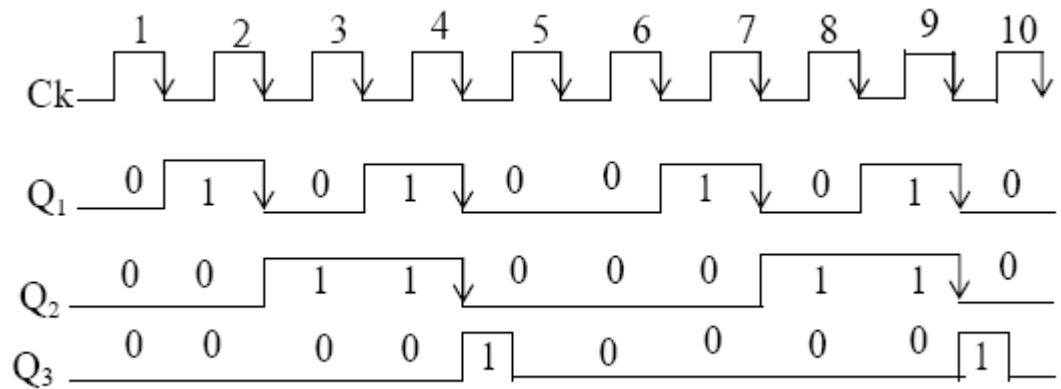 1 2 3 4 5 6 7 8 9 10
Ck
Q₁ 0 1 0 1 0 0 1 0 1 0
Q₂ 0 0 1 1 0 0 0 1 1 0
Q₃ 0 0 0 0 1 0 0 0 0 1